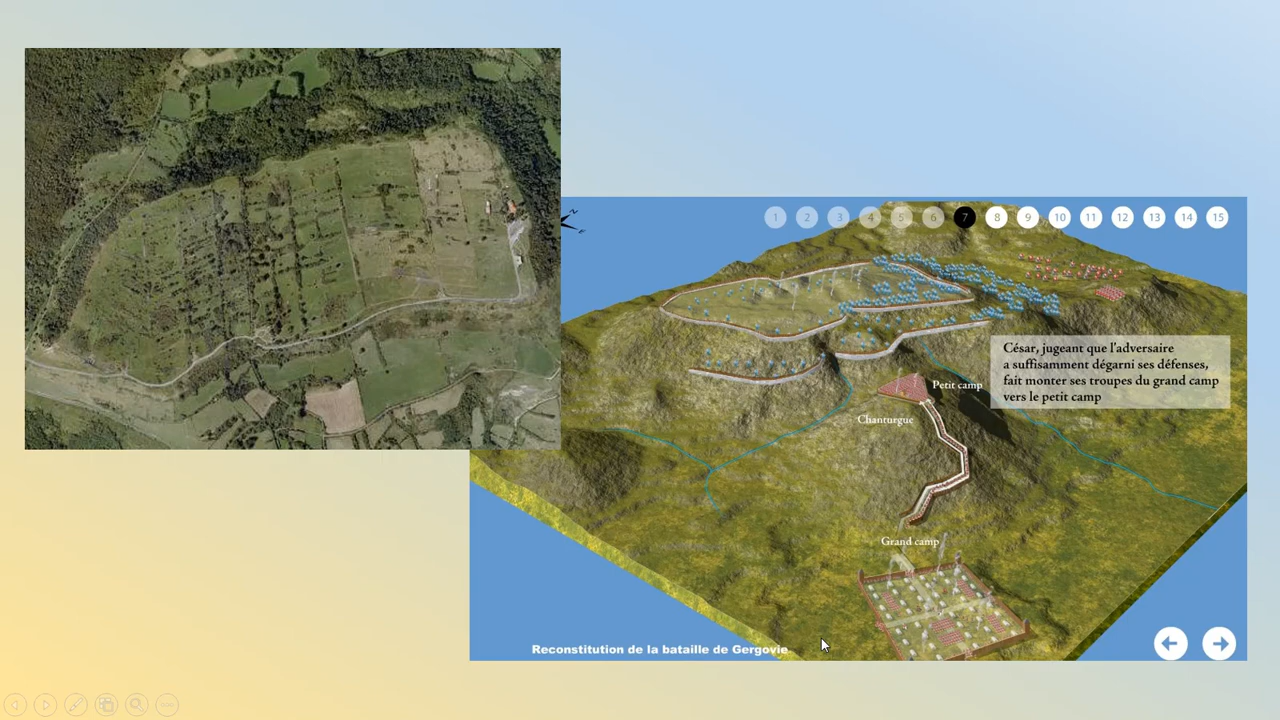 1 2 3 4 5 6 7 8 9 10 11 12 13 14 15
César, jugeant que l'adversaire
a suffisamment dégarni ses défenses,
fait monter ses troupes du grand camp
vers le petit camp
Petit camp
Chanturgue
Grand camp
Reconstitution de la bataille de Gergovie